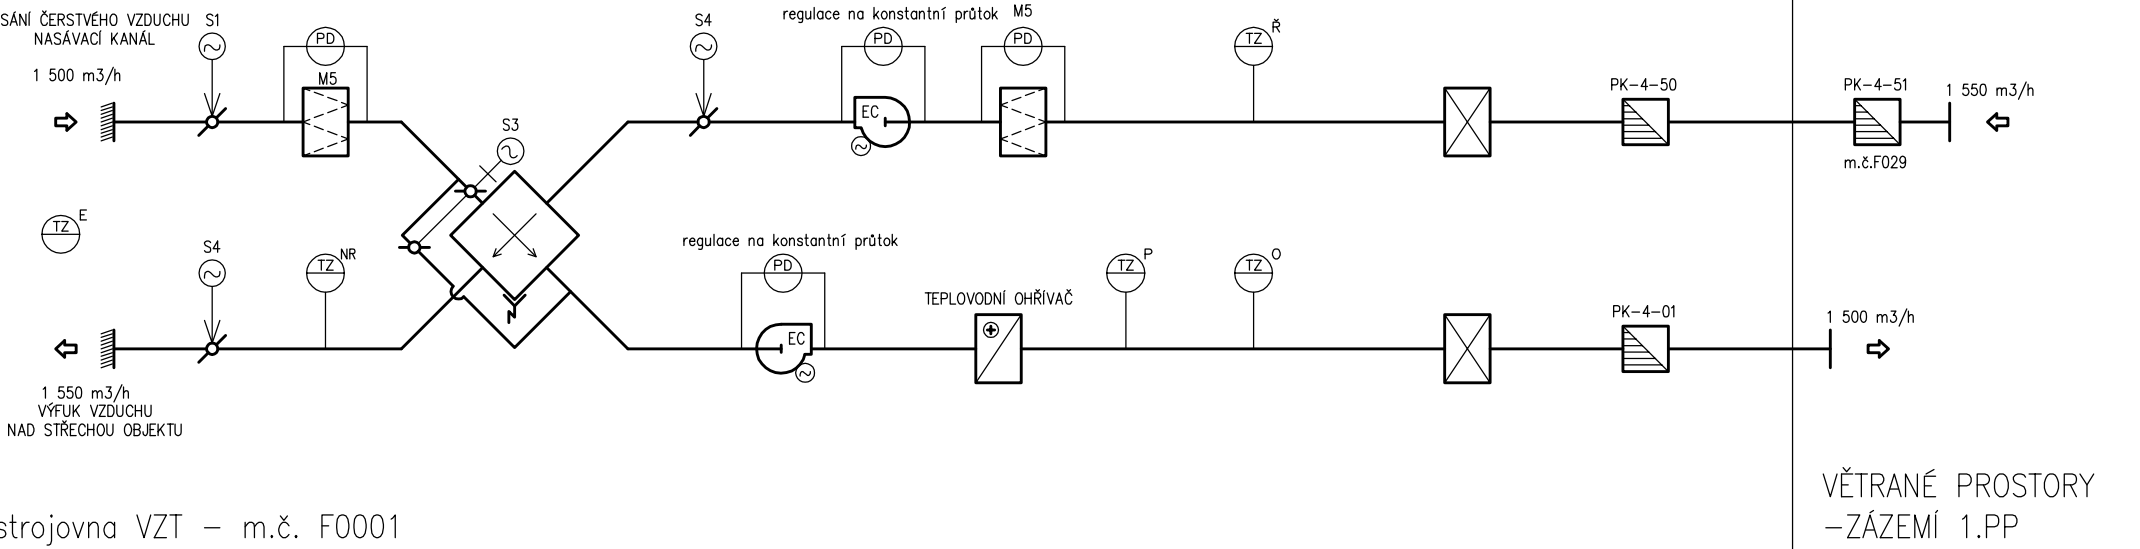 SÁNÍ ČERSTVÉHO VZDUCHU
NASÁVACÍ KANÁL
1 500 m3/h
S1
PD
M5
S3
S4
regulace na konstantní průtok
PD
EC
M5
PD
TZ Ř
PK-4-50
PK-4-51
m.č.F029
1 550 m3/h
TZ E
S4
TZ NR
regulace na konstantní průtok
PD
EC
TEPLOVODNÍ OHŘÍVAČ
TZ P
TZ O
PK-4-01
1 500 m3/h
1 550 m3/h
VÝFUK VZDUCHU
NAD STŘECHOU OBJEKTU
strojovna VZT – m.č. F0001
VĚTRANÉ PROSTORY
-ZÁZEMÍ 1.PP